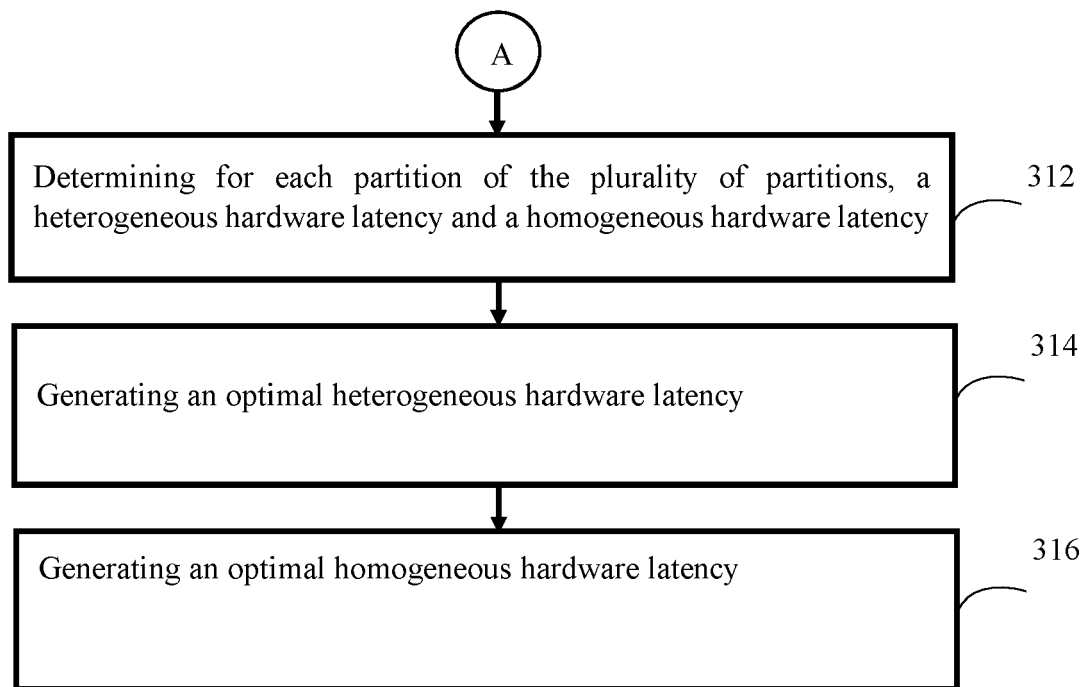 A
Determining for each partition of the plurality of partitions, a
heterogeneous hardware latency and a homogeneous hardware latency
312
314
Generating an optimal heterogeneous hardware latency
316
Generating an optimal homogeneous hardware latency